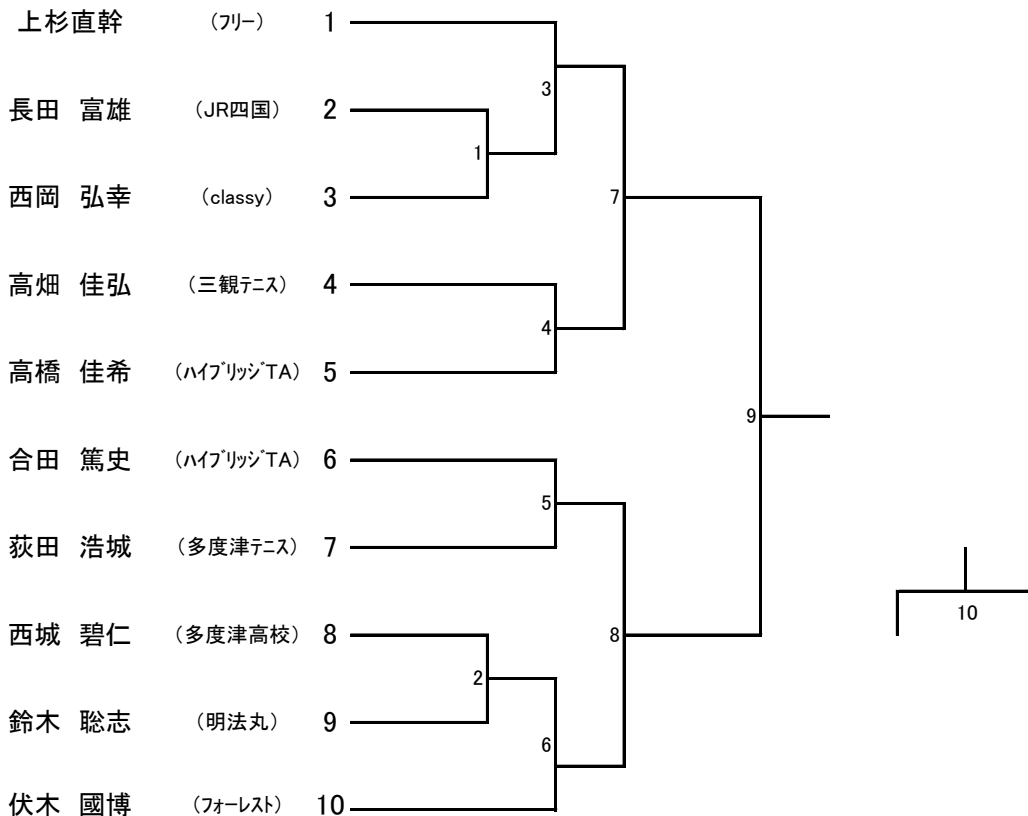 上杉直幹 (フリー) 1
3
長田 富雄 (JR四国) 2
1
西岡 弘幸 (classy) 3
7
高畑 佳弘 (三観テニス) 4
4
高橋 佳希 (ハイブリッジTA) 5
9
合田 篤史 (ハイブリッジTA) 6
5
荻田 浩城 (多度津テニス) 7
10
西城 碧仁 (多度津高校) 8
8
2
鈴木 聡志 (明法丸) 9
6
伏木 國博 (フォーレスト) 10